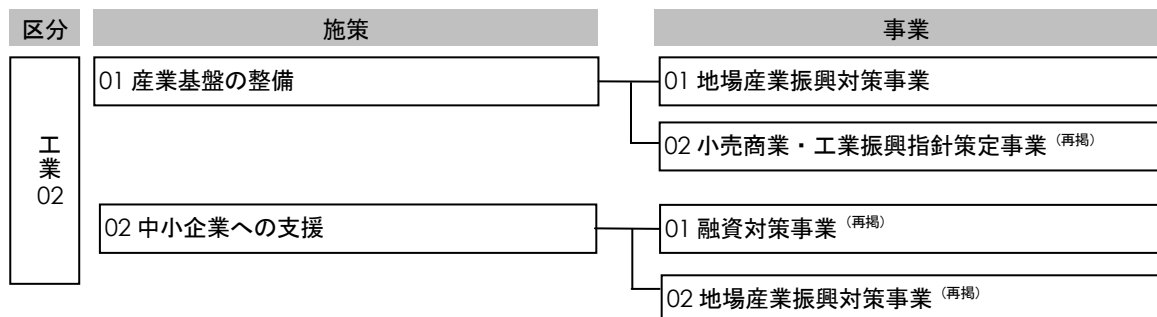 区分 施策 事業
01 産業基盤の整備 01 地場産業振興対策事業
02 小売商業・工業振興指針策定事業 (再掲)
工業02
02 中小企業への支援 01 融資対策事業 (再掲)
02 地場産業振興対策事業 (再掲)